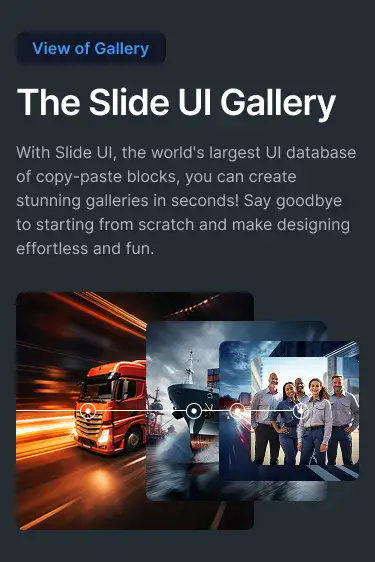 View of Gallery
The Slide UI Gallery
With Slide UI, the world's largest UI database
of copy-paste blocks, you can create
stunning galleries in seconds! Say goodbye
to starting from scratch and make designing
effortless and fun.